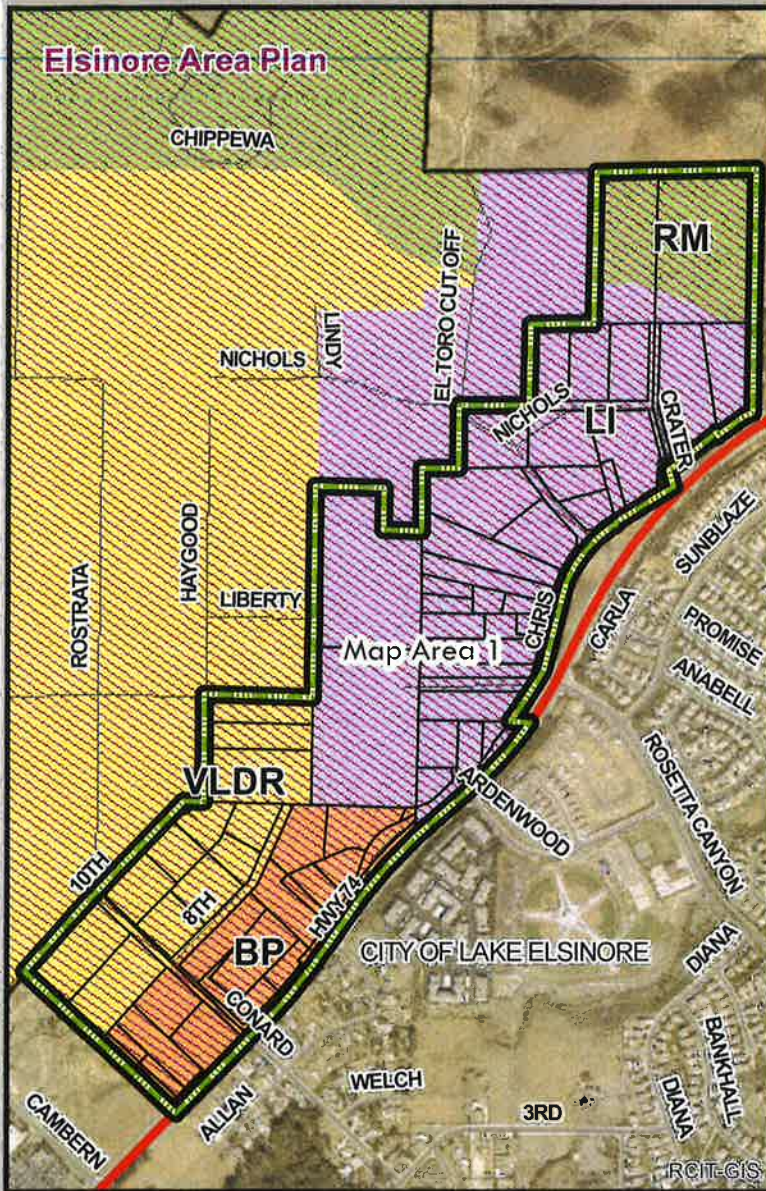 Elsinore Area Plan
CHIPPEWA
RM
EL TORO CUT OFF
LINDY
NICHOLS
NICHOLS
LI
CRATER
SUNBLAZE
HAYGOOD
ROSTRATA
LIBERTY
CHRIS
CARLA
PROMISE
Map Area 1
ANABELL
ROSETTA CANYON
VLDR
ARDENWOOD
10TH
8TH
HWY 74
BP
CITY OF LAKE ELSINORE
DIANA
CONARD
BANKHALL
WELCH
DIANA
ALLAN
3RD
CAMBERN
RCIT-GIS